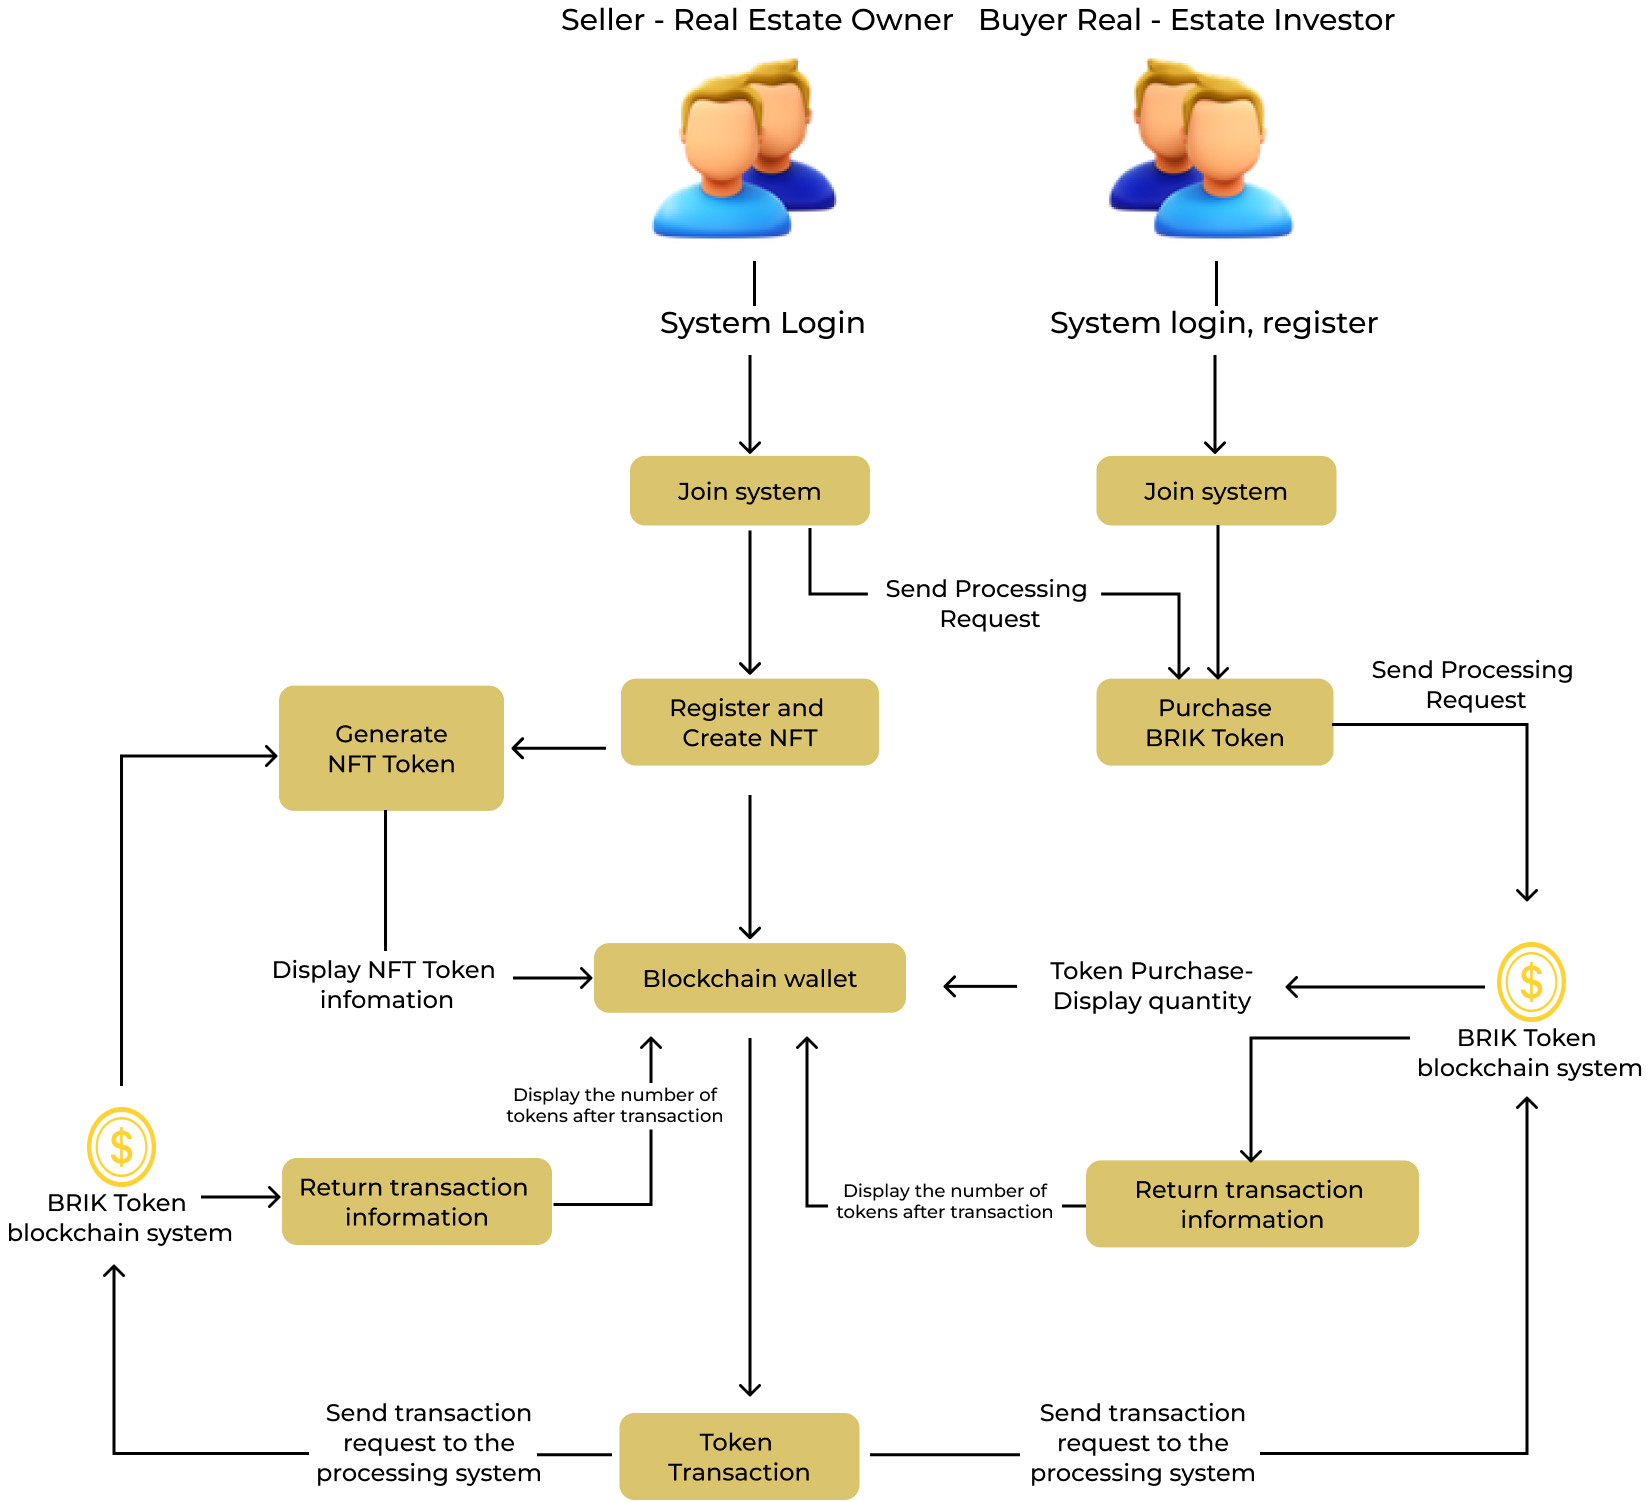 Seller - Real Estate Owner
Buyer Real - Estate Investor
System Login
System login, register
Join system
Join system
Send Processing
Request
Send Processing
Request
Generate
NFT Token
Register and
Create NFT
Purchase
BRIK Token
Display NFT Token
infomation
Blockchain wallet
Token Purchase-
Display quantity
$
BRIK Token
blockchain system
Display the number of
tokens after transaction
$
BRIK Token
blockchain system
Return transaction
information
Display the number of
tokens after transaction
Return transaction
information
Send transaction
request to the
processing system
Token
Transaction
Send transaction
request to the
processing system